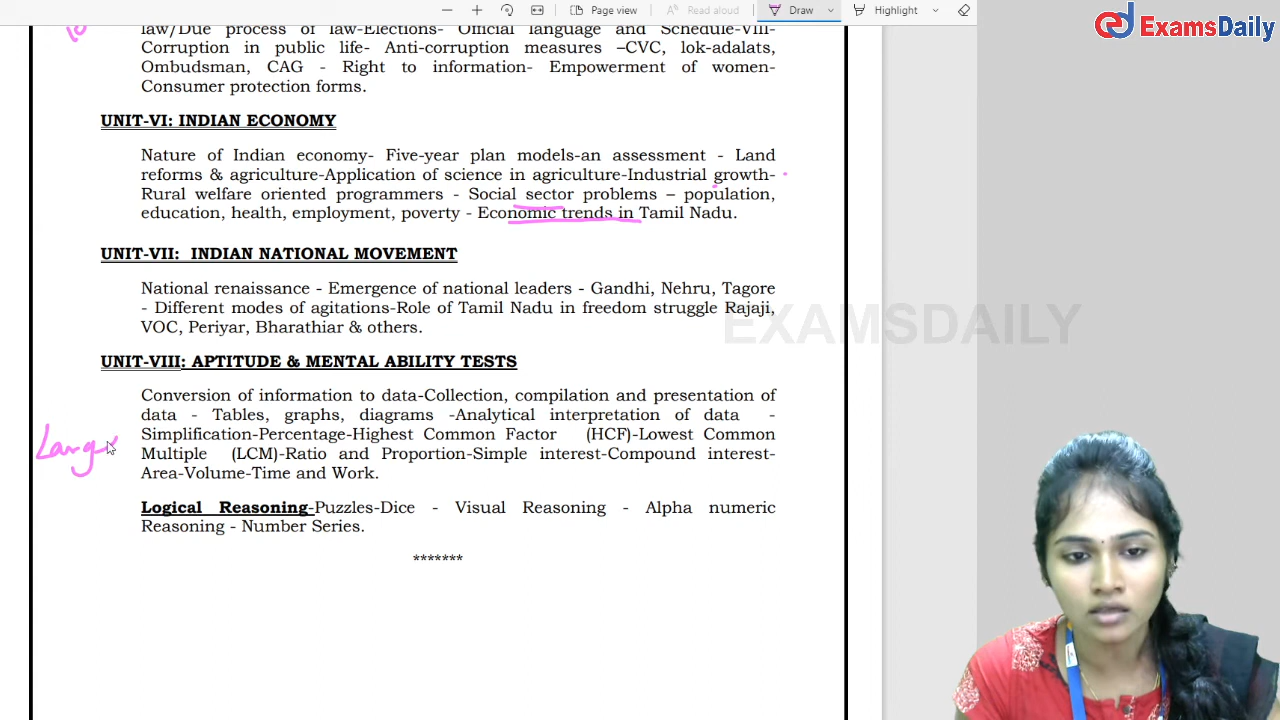 Page view
Read aloud
Draw
Highlight
ExamsDaily
law/Due process of law-Elections- Official language and Schedule-VIII-
Corruption in public life- Anti-corruption measures –CVC, lok-adalats,
Ombudsman, CAG - Right to information- Empowerment of women-
Consumer protection forms.
UNIT-VI: INDIAN ECONOMY
Nature of Indian economy- Five-year plan models-an assessment - Land
reforms & agriculture-Application of science in agriculture-Industrial growth-
Rural welfare oriented programmers - Social sector problems – population,
education, health, employment, poverty - Economic trends in Tamil Nadu.
UNIT-VII: INDIAN NATIONAL MOVEMENT
National renaissance - Emergence of national leaders - Gandhi, Nehru, Tagore
- Different modes of agitations-Role of Tamil Nadu in freedom struggle Rajaji,
VOC, Periyar, Bharathiar & others.
EXAMSDAILY
UNIT-VIII: APTITUDE & MENTAL ABILITY TESTS
Conversion of information to data-Collection, compilation and presentation of
data - Tables, graphs, diagrams -Analytical interpretation of data -
Simplification-Percentage-Highest Common Factor (HCF)-Lowest Common
Multiple (LCM)-Ratio and Proportion-Simple interest-Compound interest-
Area-Volume-Time and Work.
Lang
Logical Reasoning-Puzzles-Dice - Visual Reasoning - Alpha numeric
Reasoning - Number Series.
*******